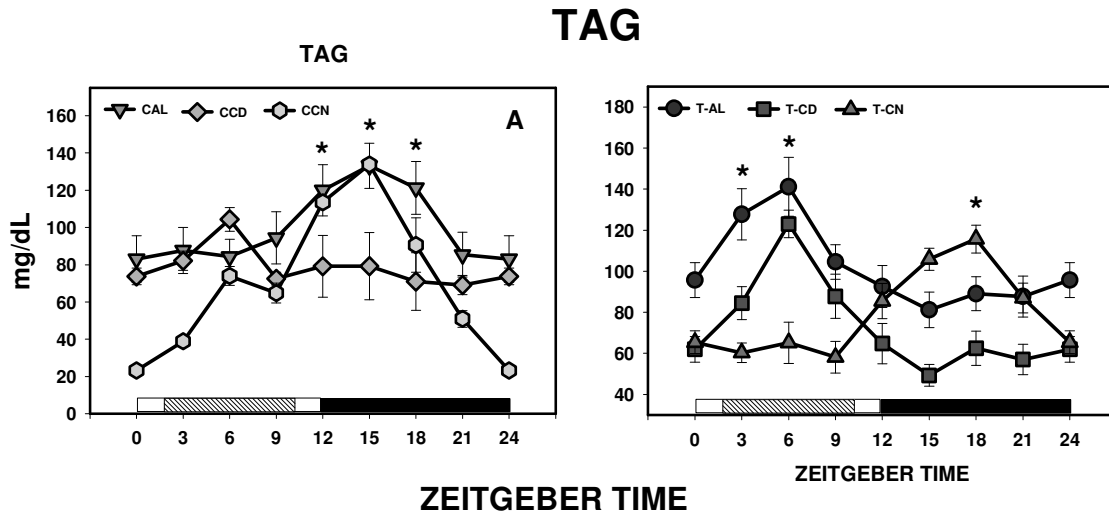 TAG
TAG
mg/dL
CAL CCD CCN
A
160
140
120
100
80
60
40
20
0
* * *
0 3 6 9 12 15 18 21 24
T-AL T-CD T-CN
180
160
140
120
100
80
60
40
* * *
0 3 6 9 12 15 18 21 24
ZEITGEBER TIME
ZEITGEBER TIME